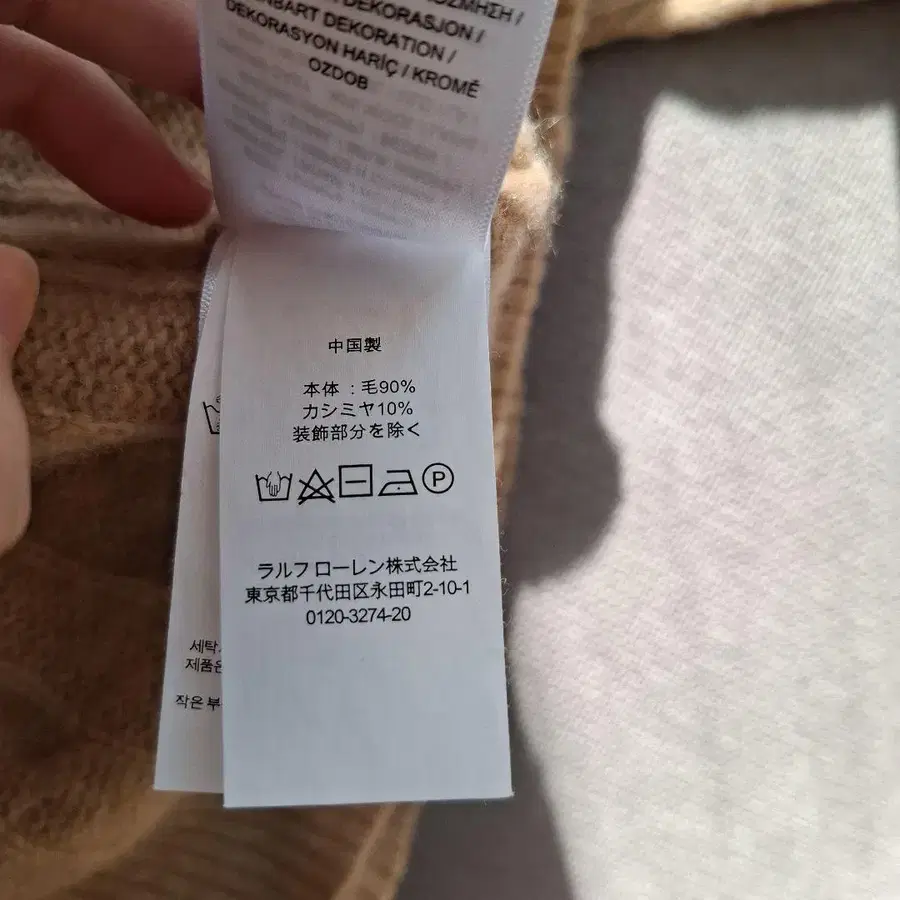 DEKORASJON /
ENBART DEKORATION /
DEKORASYON HARİÇ / KROMĚ
OZDOB
中国製
本体 : 毛90%
カシミヤ10%
装飾部分を除く
P
ラルフ ローレン株式会社
東京都千代田区永田町2-10-1
0120-3274-20
세탁
제품은
작은 부